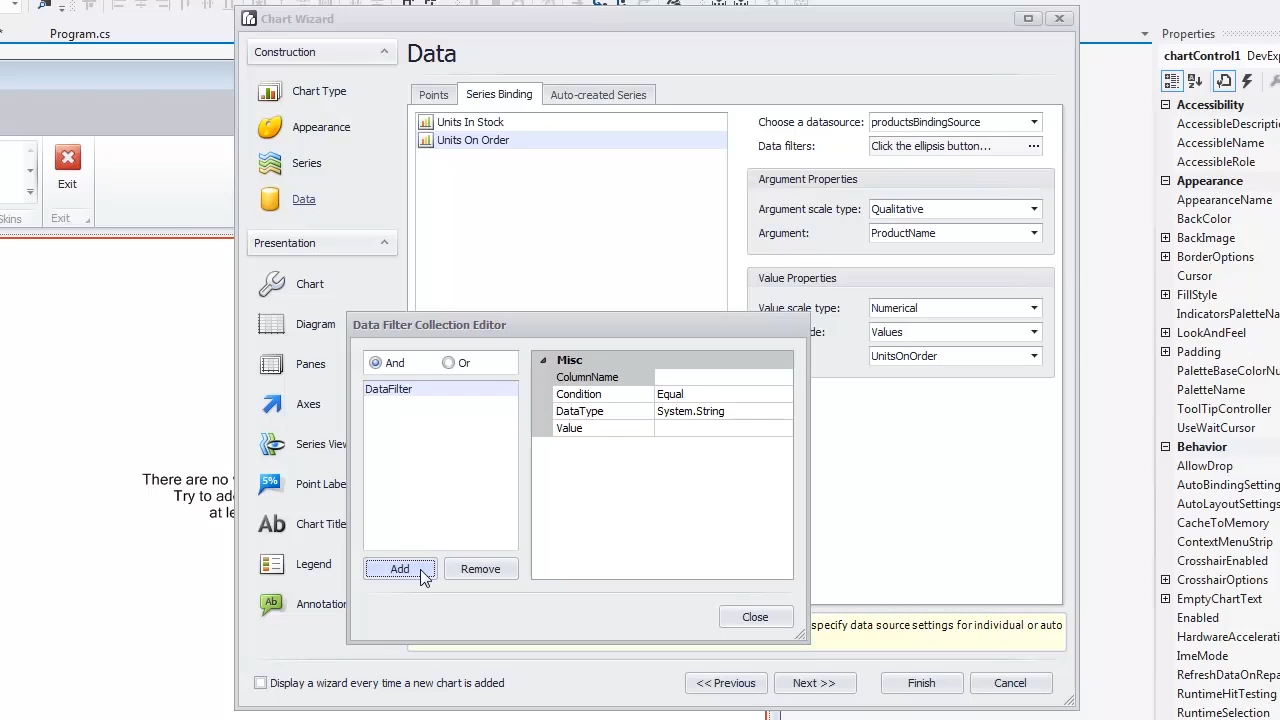 Chart Wizard
Program.cs
Properties
chartControl1 DevExp
Construction
Data
Chart Type
Appearance
Series
Data
Presentation
Chart
Diagram
Panes
Axes
Series View
Point Labe
Chart Title
Legend
Annotation
Points
Series Binding
Auto-created Series
Units In Stock
Units On Order
Choose a datasource: productsBindingSource
Data filters: Click the ellipsis button... ...
Argument Properties
Argument scale type: Qualitative
Argument: ProductName
Value Properties
Value scale type: Numerical
de: Values
UnitsOnOrder
Data Filter Collection Editor
And
Or
DataFilter
Misc
ColumnName
Condition Equal
DataType System.String
Value
Add
Remove
Close
specify data source settings for individual or auto
Display a wizard every time a new chart is added
<< Previous
Next >>
Finish
Cancel
Exit
Skins
Exit
There are no
Try to add
at le
5%
Ab
Ab
Accessibility
AccessibleDescripti
AccessibleName
AccessibleRole
Appearance
AppearanceName
BackColor
BackImage
BorderOptions
Cursor
FillStyle
IndicatorsPaletteNa
LookAndFeel
Padding
PaletteBaseColorNu
PaletteName
ToolTipController
UseWaitCursor
Behavior
AllowDrop
AutoBindingSetting
AutoLayoutSettings
CacheToMemory
ContextMenuStrip
CrosshairEnabled
CrosshairOptions
EmptyChartText
Enabled
HardwareAccelerati
ImeMode
RefreshDataOnRepa
RuntimeHitTesting
RuntimeSelection